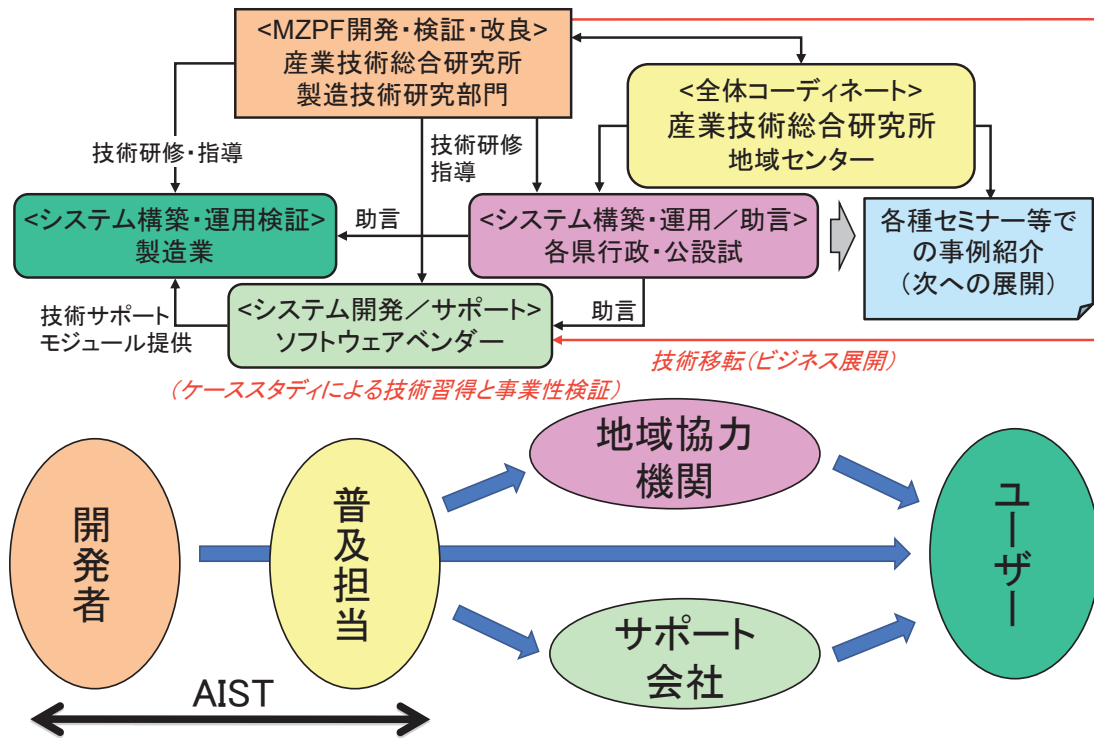 <MZPF開発・検証・改良>
産業技術総合研究所
製造技術研究部門
<全体コーディネート>
産業技術総合研究所
地域センター
技術研修・指導
技術研修
指導
<システム構築・運用検証>
製造業
助言
<システム構築・運用／助言>
各県行政・公設試
各種セミナー等で
の事例紹介
（次への展開）
技術サポート
モジュール提供
<システム開発／サポート>
ソフトウェアベンダー
助言
技術移転（ビジネス展開）
（ケーススタディによる技術習得と事業性検証）
開発者
普及担当
地域協力
機関
サポート
会社
ユーザー
AIST